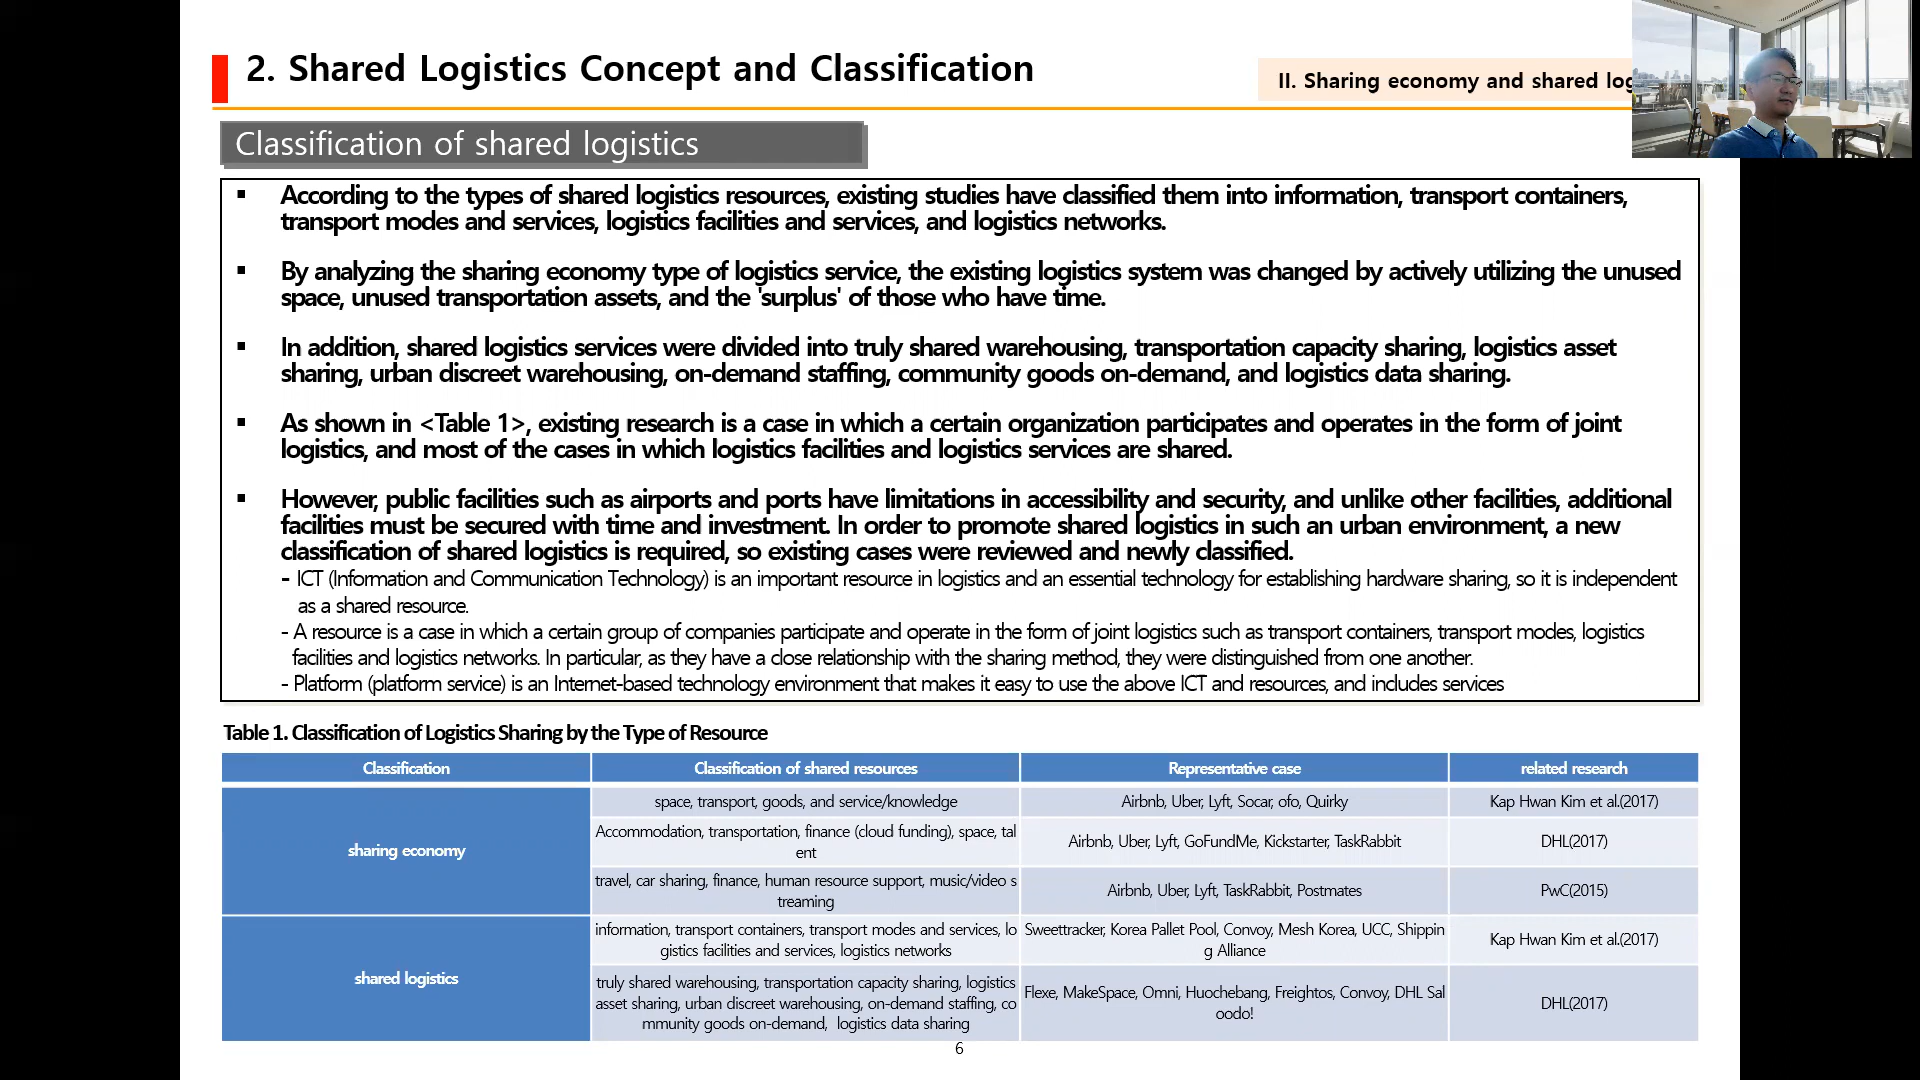 2. Shared Logistics Concept and Classification
II. Sharing economy and shared log
Classification of shared logistics
▪ According to the types of shared logistics resources, existing studies have classified them into information, transport containers,
transport modes and services, logistics facilities and services, and logistics networks.
▪ By analyzing the sharing economy type of logistics service, the existing logistics system was changed by actively utilizing the unused
space, unused transportation assets, and the 'surplus' of those who have time.
▪ In addition, shared logistics services were divided into truly shared warehousing, transportation capacity sharing, logistics asset
sharing, urban discreet warehousing, on-demand staffing, community goods on-demand, and logistics data sharing.
▪ As shown in <Table 1>, existing research is a case in which a certain organization participates and operates in the form of joint
logistics, and most of the cases in which logistics facilities and logistics services are shared.
▪ However, public facilities such as airports and ports have limitations in accessibility and security, and unlike other facilities, additional
facilities must be secured with time and investment. In order to promote shared logistics in such an urban environment, a new
classification of shared logistics is required, so existing cases were reviewed and newly classified.
- ICT (Information and Communication Technology) is an important resource in logistics and an essential technology for establishing hardware sharing, so it is independent
as a shared resource.
- A resource is a case in which a certain group of companies participate and operate in the form of joint logistics such as transport containers, transport modes, logistics
facilities and logistics networks. In particular, as they have a close relationship with the sharing method, they were distinguished from one another.
- Platform (platform service) is an Internet-based technology environment that makes it easy to use the above ICT and resources, and includes services
Table 1. Classification of Logistics Sharing by the Type of Resource
Classification
Classification of shared resources
Representative case
related research
sharing economy
space, transport, goods, and service/knowledge
Airbnb, Uber, Lyft, Socar, ofo, Quirky
Kap Hwan Kim et al.(2017)
Accommodation, transportation, finance (cloud funding), space, tal
ent
Airbnb, Uber, Lyft, GoFundMe, Kickstarter, TaskRabbit
DHL(2017)
travel, car sharing, finance, human resource support, music/video s
treaming
Airbnb, Uber, Lyft, TaskRabbit, Postmates
PwC(2015)
shared logistics
information, transport containers, transport modes and services, lo
gistics facilities and services, logistics networks
Sweettracker, Korea Pallet Pool, Convoy, Mesh Korea, UCC, Shippin
g Alliance
Kap Hwan Kim et al.(2017)
truly shared warehousing, transportation capacity sharing, logistics
asset sharing, urban discreet warehousing, on-demand staffing, co
mmunity goods on-demand, logistics data sharing
Flexe, MakeSpace, Omni, Huochebang, Freightos, Convoy, DHL Sal
oodo!
DHL(2017)
6